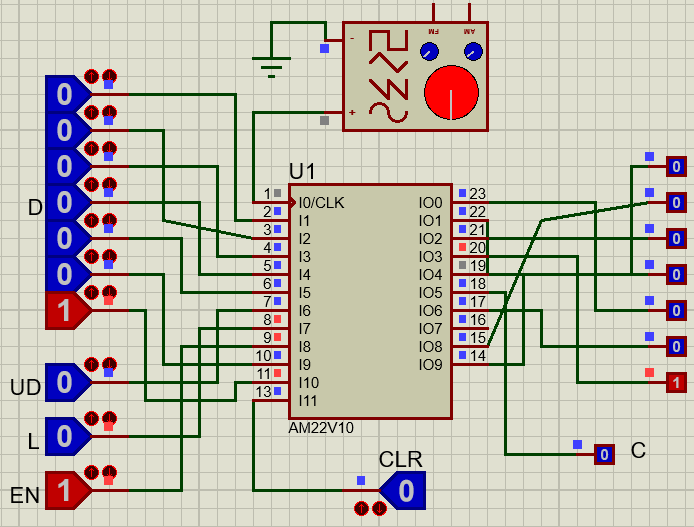 FM AM
-
+
0
0
0
0
0
0
1
D
UD 0
L 0
EN 1
U1
1 I0/CLK IO0 23
2 I1 IO1 22
3 I2 IO2 21
4 I3 IO3 20
5 I4 IO4 19
6 I5 IO5 18
7 I6 IO6 17
8 I7 IO7 16
9 I8 IO8 15
10 I9 IO9 14
11 I10
13 I11
AM22V10
CLR
0
0
0
0
0
0
0
1
0 C